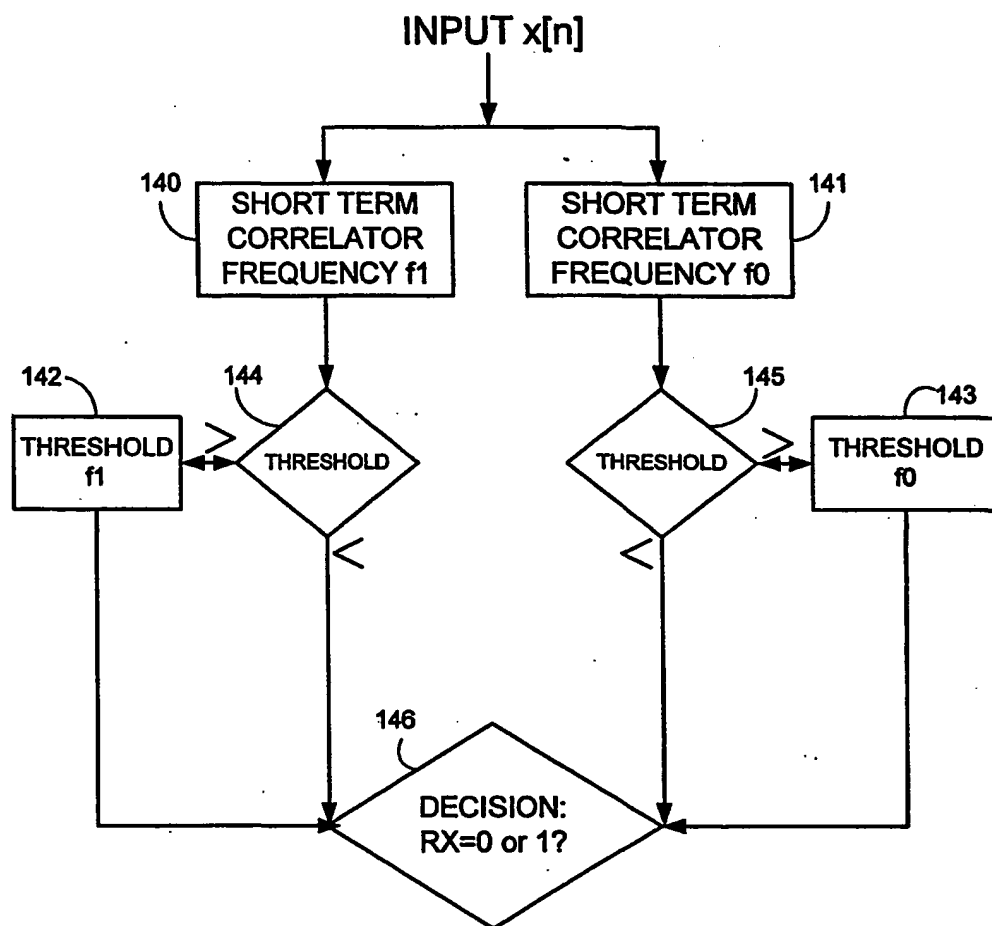 INPUT x[n]
140
SHORT TERM
CORRELATOR
FREQUENCY f1
141
SHORT TERM
CORRELATOR
FREQUENCY f0
142
THRESHOLD
f1
>
144
THRESHOLD
<
145
THRESHOLD
>
<
143
THRESHOLD
f0
146
DECISION:
RX=0 or 1?